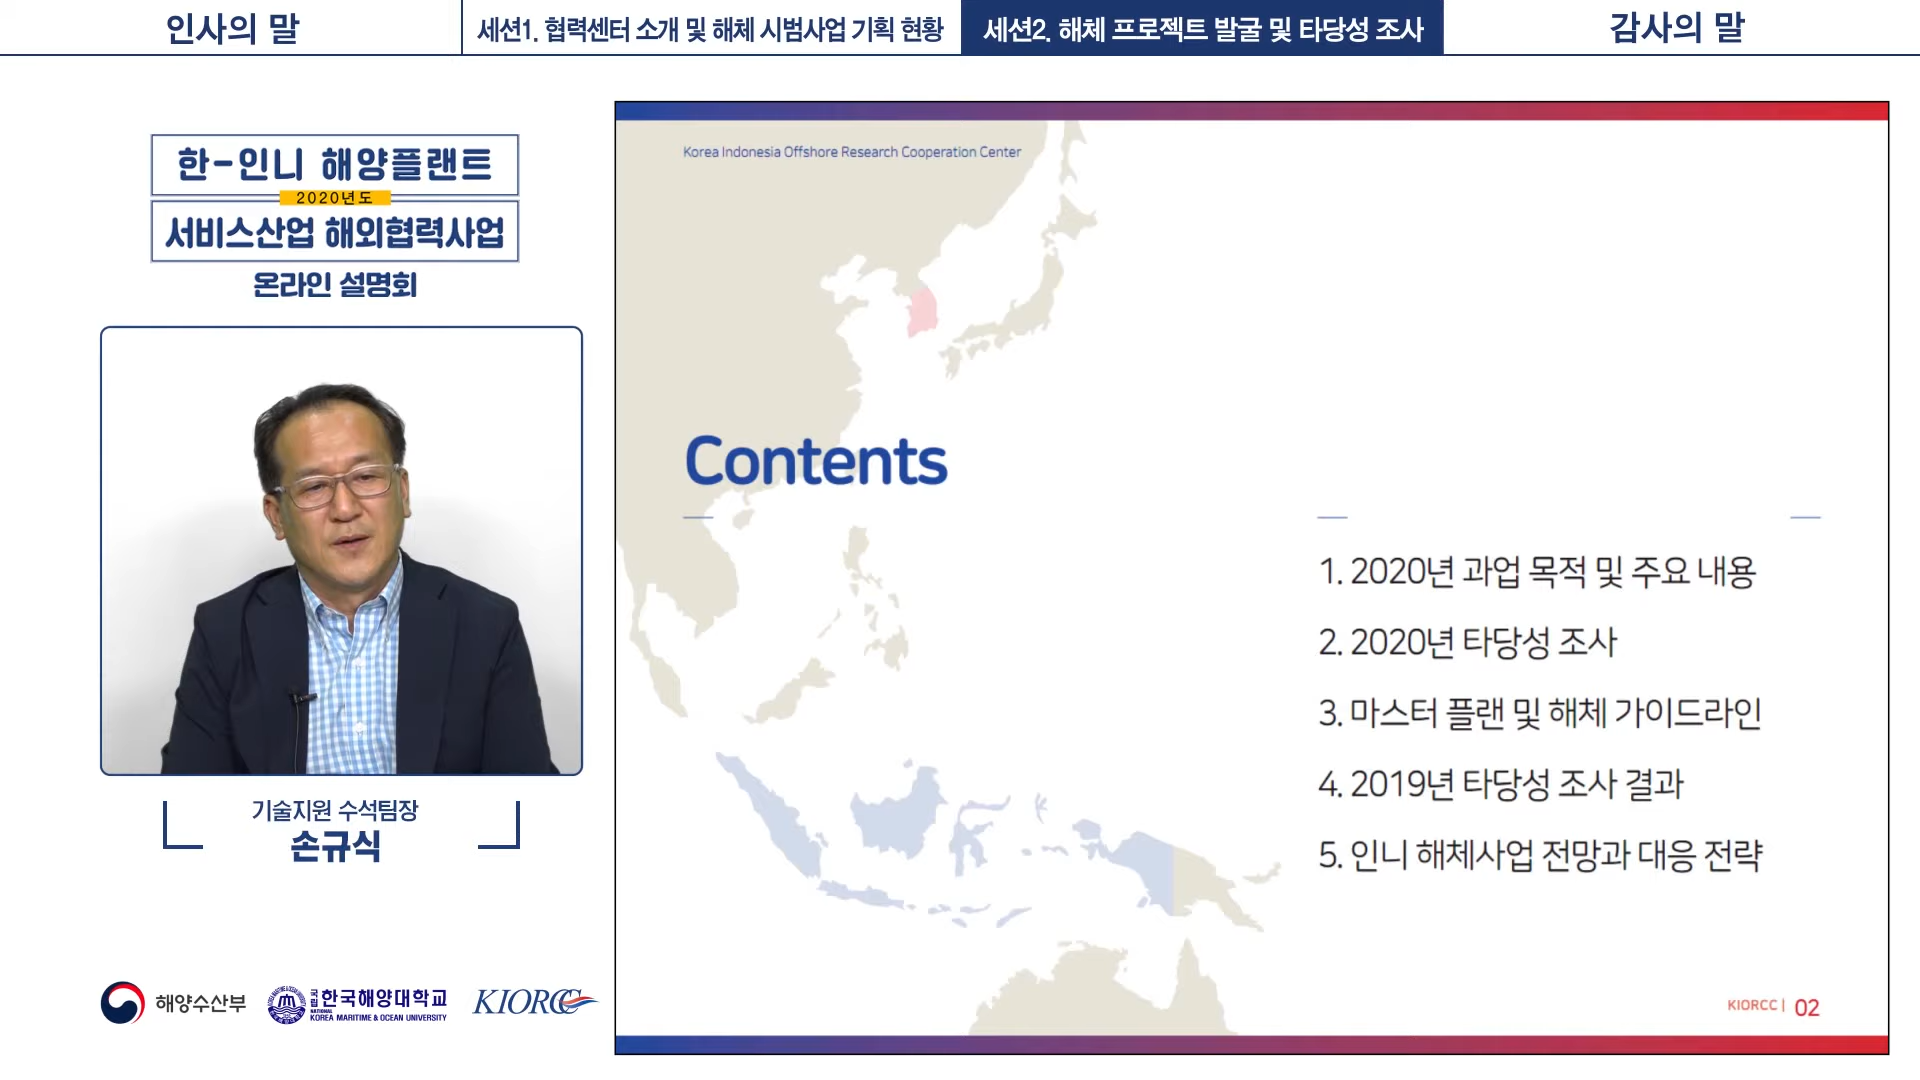 인사의 말
세션1. 협력센터 소개 및 해체 시범사업 기획 현황
세션2. 해체 프로젝트 발굴 및 타당성 조사
감사의 말
한-인니 해양플랜트
2020년도
서비스산업 해외협력사업
온라인 설명회
기술지원 수석팀장
손규식
해양수산부
국립한국해양대학교
NATIONAL
KOREA MARITIME & OCEAN UNIVERSITY
KIORCC
Korea Indonesia Offshore Research Cooperation Center
Contents
1. 2020년 과업 목적 및 주요 내용
2. 2020년 타당성 조사
3. 마스터 플랜 및 해체 가이드라인
4. 2019년 타당성 조사 결과
5. 인니 해체사업 전망과 대응 전략
KIORCC | 02